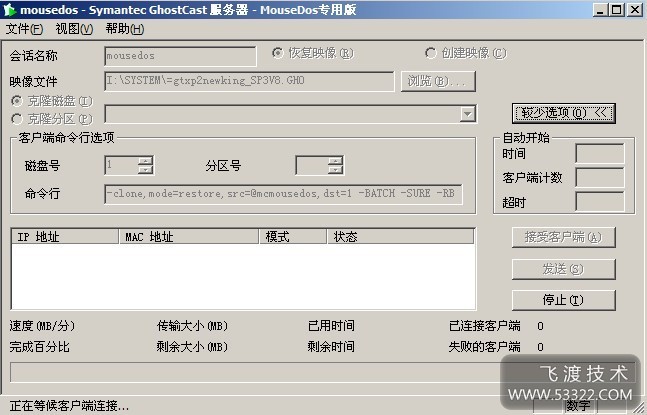 mousedos - Symantec GhostCast 服务器 - MouseDos专用版
文件(F) 视图(V) 帮助(H)
会话名称 mousedos 恢复映像(R) 创建映像(C)
映像文件 I:\SYSTEM\=gtxp2newking_SP3V8.GHO 浏览(B)...
克隆磁盘(I)
克隆分区(P) 较少选项(O) <<
客户端命令行选项 自动开始
磁盘号 1 分区号 时间
客户端计数
命令行 -clone,mode=restore,src=@mcmousedos,dst=1 -BATCH -SURE -RB 超时
IP 地址 MAC 地址 模式 状态 接受客户端(A)
发送(S)
停止(T)
速度(MB/分) 传输大小(MB) 已用时间 已连接客户端 0
完成百分比 剩余大小(MB) 剩余时间 失败的客户端 0
飞渡技术
www.53322.com
正在等候客户端连接... 数字